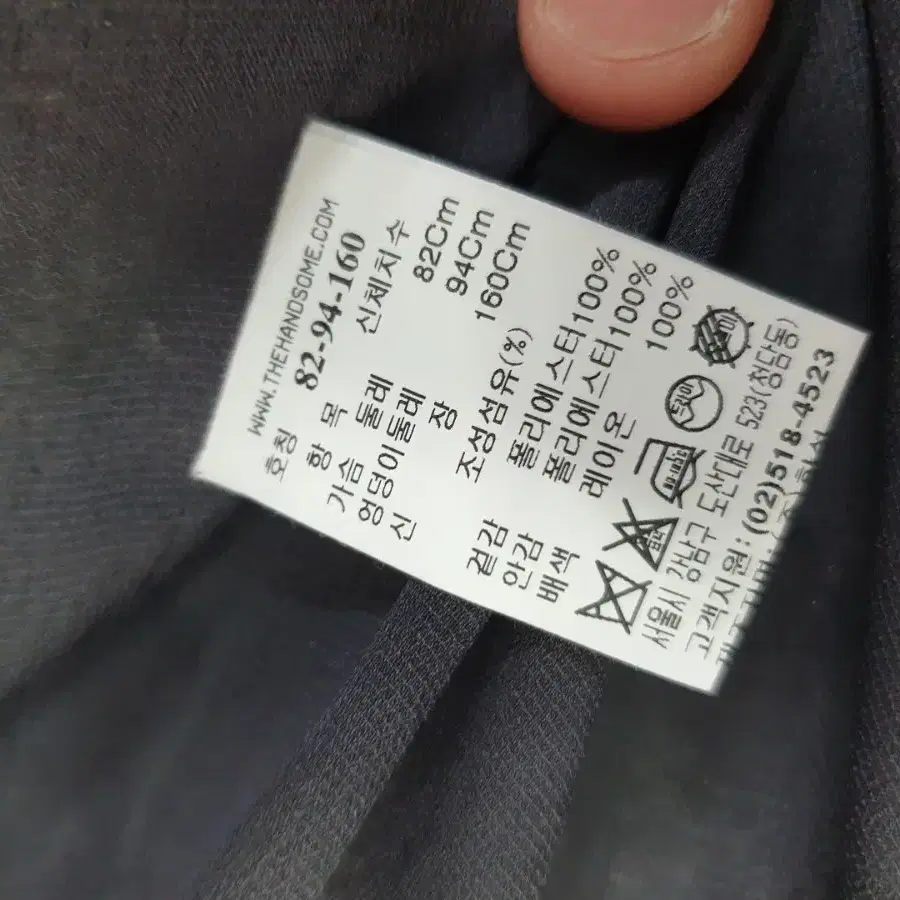 WWW.THEHANDSOME.COM
호칭 82-94-160
항 목 신체치수
가슴 둘레 82Cm
엉덩이둘레 94Cm
신 장 160Cm
조성섬유(%)
겉감 폴리에스터100%
안감 폴리에스터100%
배색 레이온 100%
드라이
서울시 강남구 도산대로 523(청담동)
고객지원:(02)518-4523